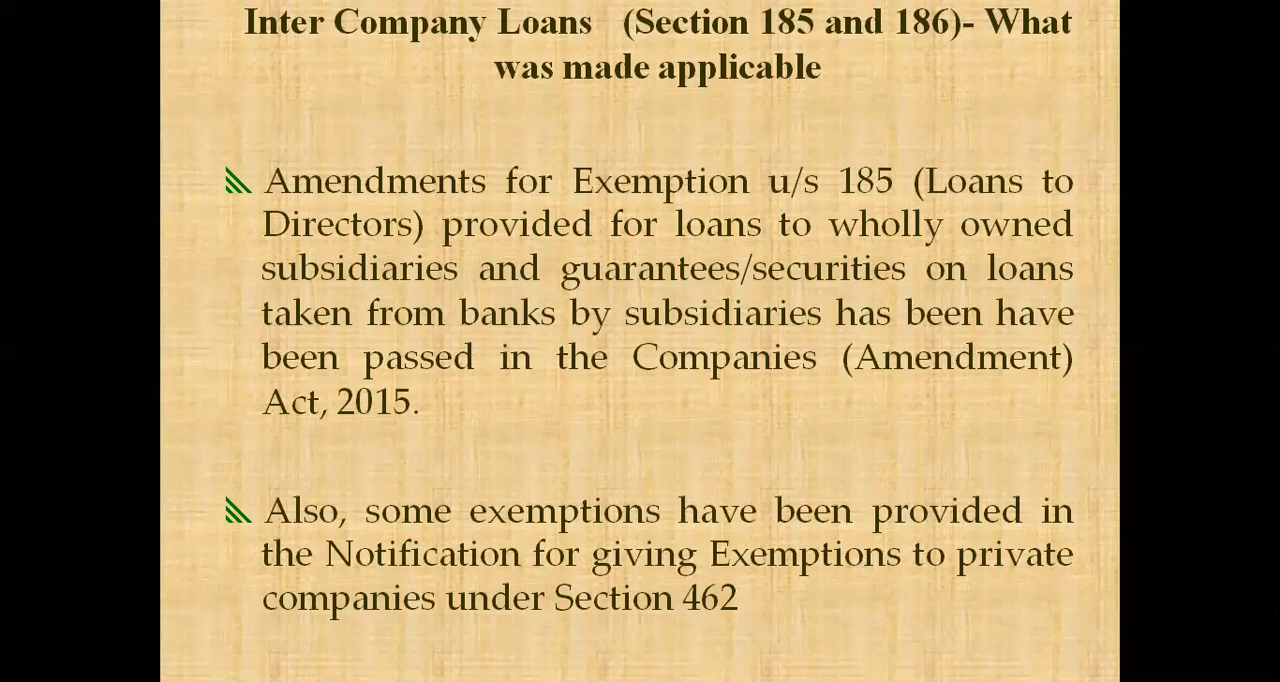 Inter Company Loans (Section 185 and 186)- What
was made applicable
Amendments for Exemption u/s 185 (Loans to
Directors) provided for loans to wholly owned
subsidiaries and guarantees/securities on loans
taken from banks by subsidiaries has been have
been passed in the Companies (Amendment)
Act, 2015.
Also, some exemptions have been provided in
the Notification for giving Exemptions to private
companies under Section 462